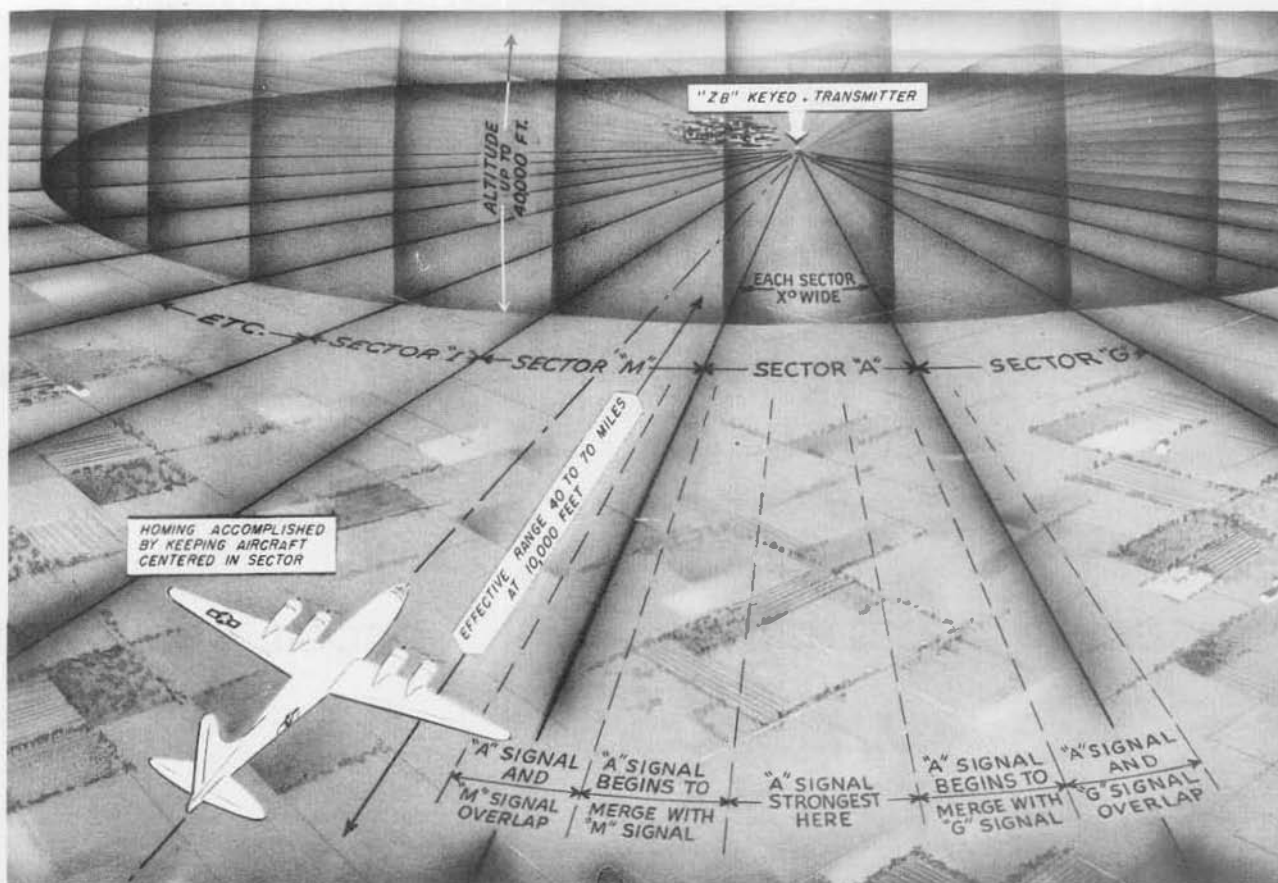 "ZB" KEYED TRANSMITTER
ALTITUDE
UP TO
40,000 FT.
EACH SECTOR
X° WIDE
ETC.
SECTOR "I"
SECTOR "M"
SECTOR "A"
SECTOR "G"
EFFECTIVE RANGE 40 TO 70 MILES
AT 10,000 FEET
HOMING ACCOMPLISHED
BY KEEPING AIRCRAFT
CENTERED IN SECTOR
"A" SIGNAL
AND
"M" SIGNAL
OVERLAP
"A" SIGNAL
BEGINS TO
MERGE WITH
"M" SIGNAL
"A" SIGNAL
STRONGEST
HERE
"A" SIGNAL
BEGINS TO
MERGE WITH
"G" SIGNAL
"A" SIGNAL
AND
"G" SIGNAL
OVERLAP